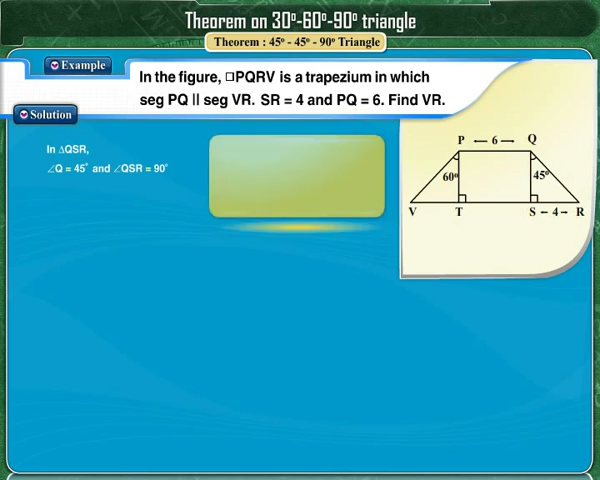 Theorem on 30°-60°-90° triangle
Theorem : 45° - 45° - 90° Triangle
Example
In the figure, □PQRV is a trapezium in which
seg PQ || seg VR. SR = 4 and PQ = 6. Find VR.
Solution
In ΔQSR,
∠Q = 45° and ∠QSR = 90°
P ← 6 → Q
60° 45°
V T S ← 4 → R